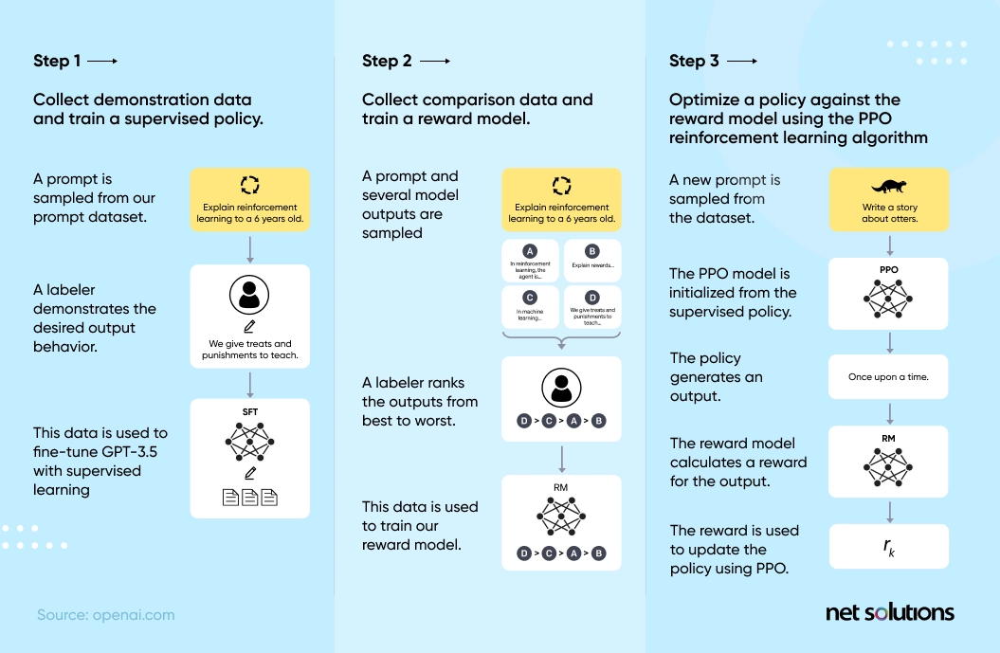 Step 1
Collect demonstration data
and train a supervised policy.
A prompt is
sampled from our
prompt dataset.
Explain reinforcement
learning to a 6 years old.
A labeler
demonstrates the
desired output
behavior.
We give treats and
punishments to teach.
This data is used to
fine-tune GPT-3.5
with supervised
learning
SFT
Source: openai.com
Step 2
Collect comparison data and
train a reward model.
A prompt and
several model
outputs are
sampled
Explain reinforcement
learning to a 6 years old.
A
In reinforcement
learning, the
agent is...
B
Explain rewards...
C
In machine
learning...
D
We give treats and
punishments to
teach...
A labeler ranks
the outputs from
best to worst.
D > C > A > B
This data is used
to train our
reward model.
RM
D > C > A > B
Step 3
Optimize a policy against the
reward model using the PPO
reinforcement learning algorithm
A new prompt is
sampled from
the dataset.
Write a story
about otters.
The PPO model is
initialized from the
supervised policy.
PPO
The policy
generates an
output.
Once upon a time.
The reward model
calculates a reward
for the output.
RM
The reward is used
to update the
policy using PPO.
rk
net solutions